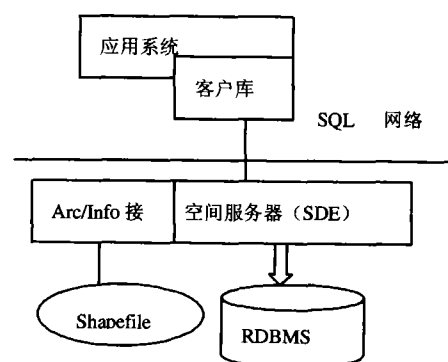 应用系统
客户库
SQL 网络
Arc/Info 接
空间服务器（SDE）
Shapefile
RDBMS